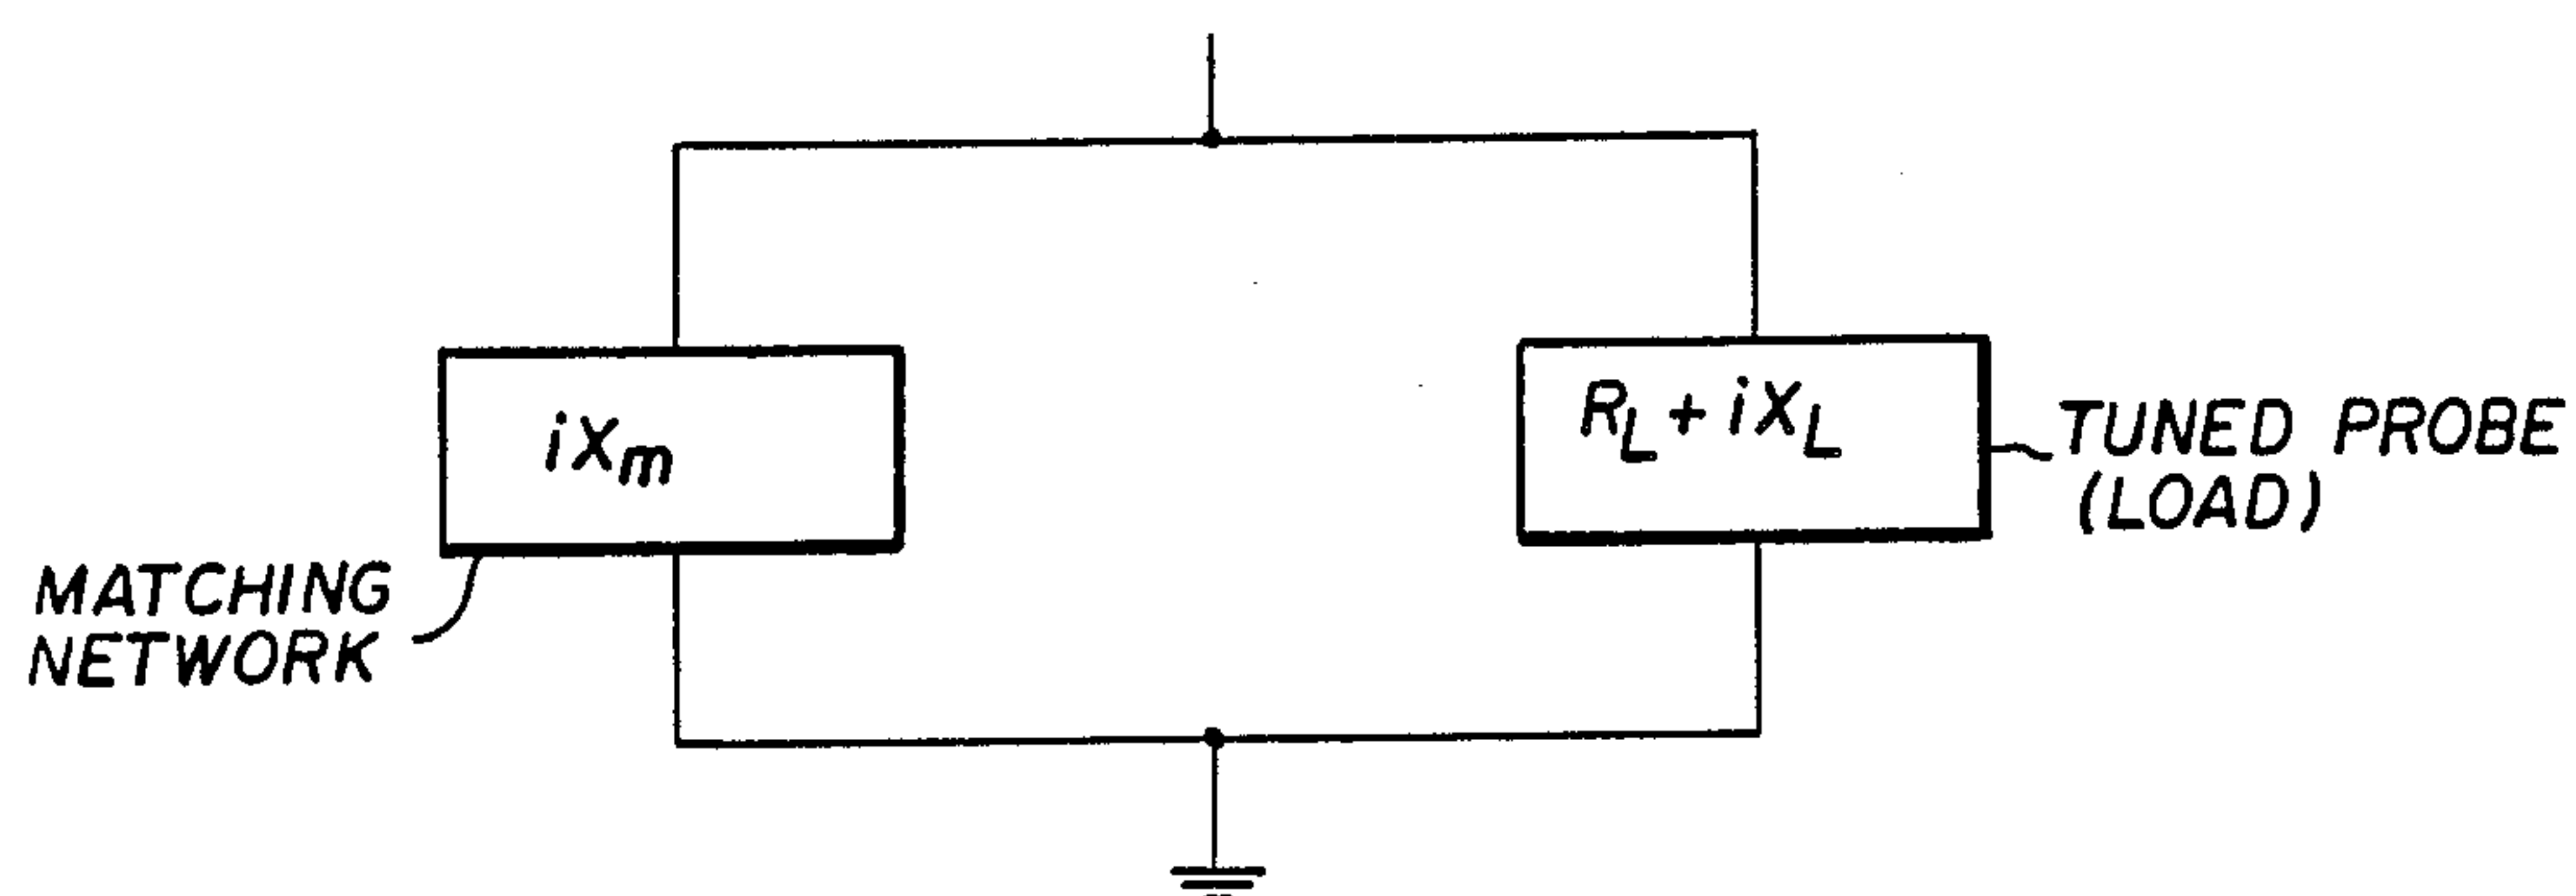 iXm
RL + iXL
TUNED PROBE
(LOAD)
MATCHING
NETWORK